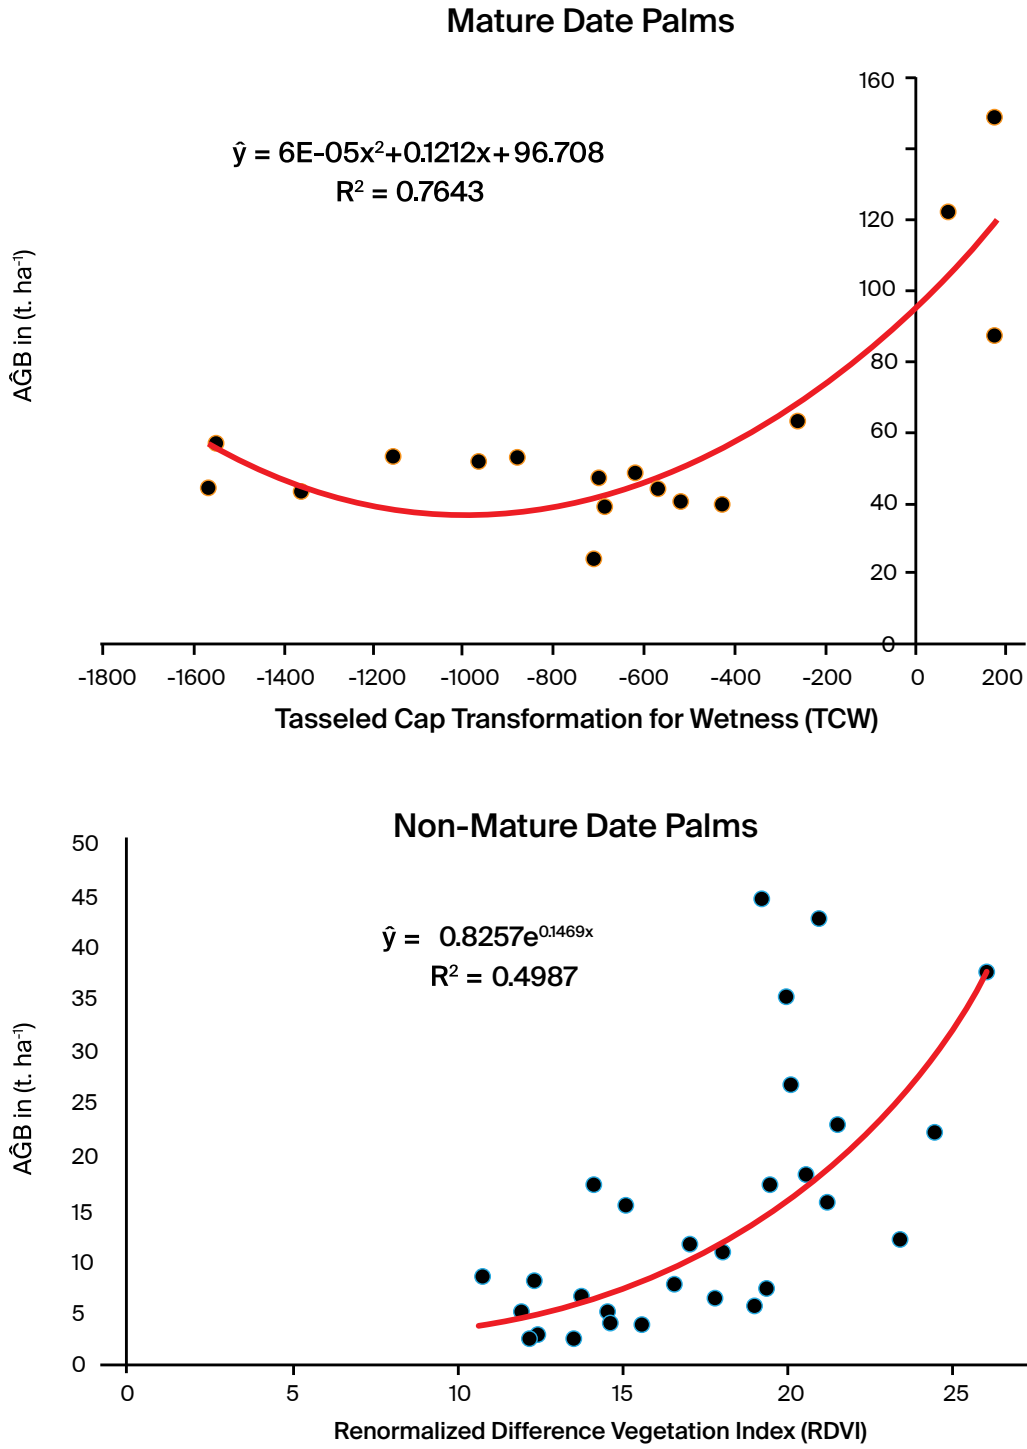 Mature Date Palms
ŷ = 6E-05x²+0.1212x+96.708
R² = 0.7643
AĜB in (t. ha⁻¹)
160
120
100
80
60
40
20
0
-1800 -1600 -1400 -1200 -1000 -800 -600 -400 -200 0 200
Tasseled Cap Transformation for Wetness (TCW)
Non-Mature Date Palms
ŷ = 0.8257e⁰·¹⁴⁶⁹ˣ
R² = 0.4987
AĜB in (t. ha⁻¹)
50
45
40
35
30
25
20
15
10
5
0
0 5 10 15 20 25
Renormalized Difference Vegetation Index (RDVI)